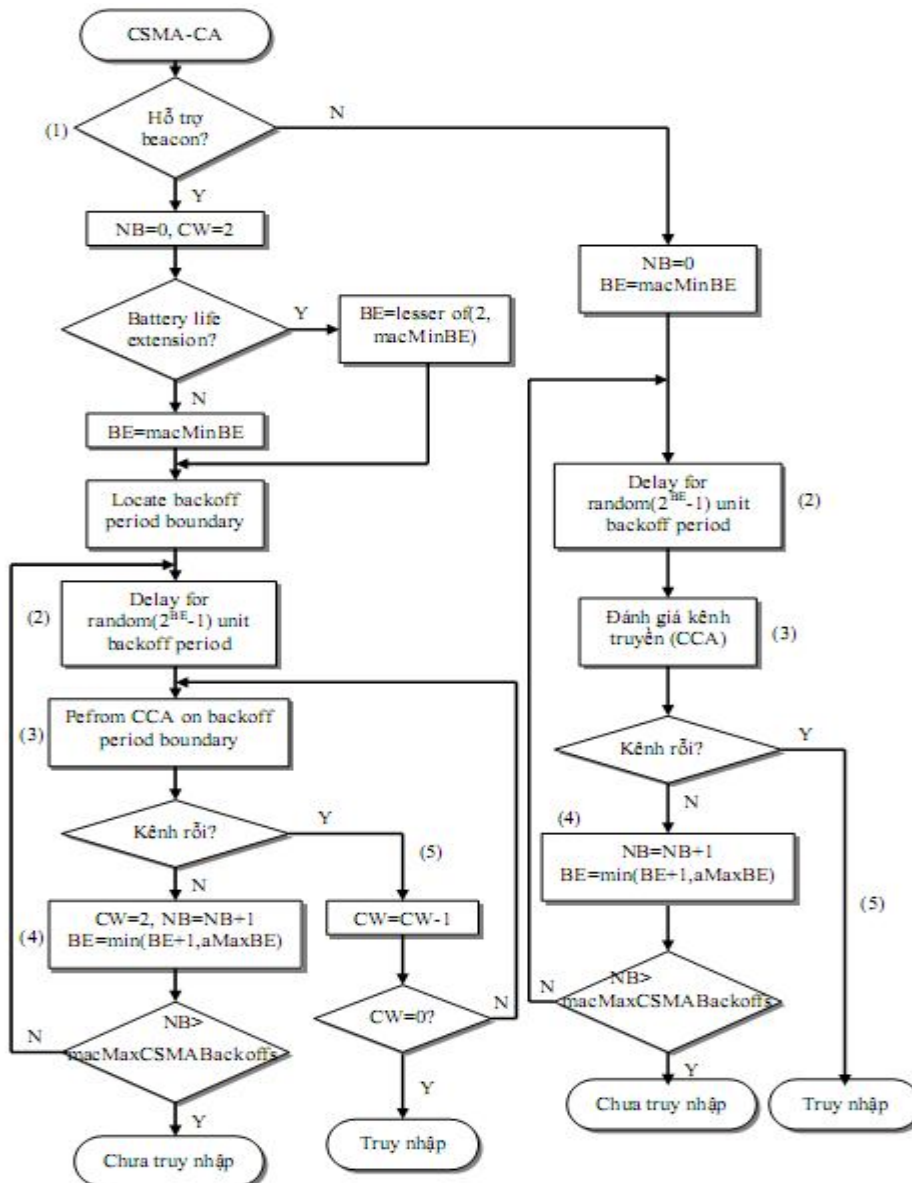 CSMA-CA
(1)
Hỗ trợ
beacon?
N
Y
NB=0, CW=2
NB=0
BE=macMinBE
Battery life
extension?
Y
BE=lesser of(2,
macMinBE)
N
BE=macMinBE
Locate backoff
period boundary
Delay for
random(2^BE-1) unit
backoff period
(2)
(2)
Delay for
random(2^BE-1) unit
backoff period
Đánh giá kênh
truyền (CCA)
(3)
(3)
Pefrom CCA on backoff
period boundary
Kênh rỗi?
Y
N
Kênh rỗi?
Y
(5)
N
(4)
NB=NB+1
BE=min(BE+1,aMaxBE)
(5)
(4)
CW=2, NB=NB+1
BE=min(BE+1,aMaxBE)
CW=CW-1
NB>
macMaxCSMABackoffs
N
Y
CW=0?
N
Y
NB>
macMaxCSMABackoffs
N
Y
Chưa truy nhập
Truy nhập
Truy nhập
Chưa truy nhập